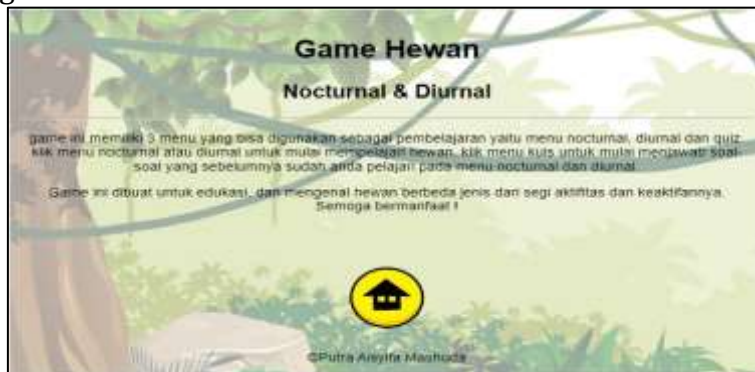 g
Game Hewan
Nocturnal & Diurnal
game ini memiliki 3 menu yang bisa digunakan sebagai pembelajaran yaitu menu nocturnal, diurnal dan quiz.
klik menu nocturnal atau diurnal untuk mulai mempelajari hewan, klik menu kuis untuk mulai menjawab soal-
soal yang sebelumnya sudah anda pelajari pada menu nocturnal dan diurnal
Game ini dibuat untuk edukasi, dan mengenal hewan berbeda jenis dari segi aktifitas dan keaktifannya.
Semoga bermanfaat !
©Putra Aisyifa